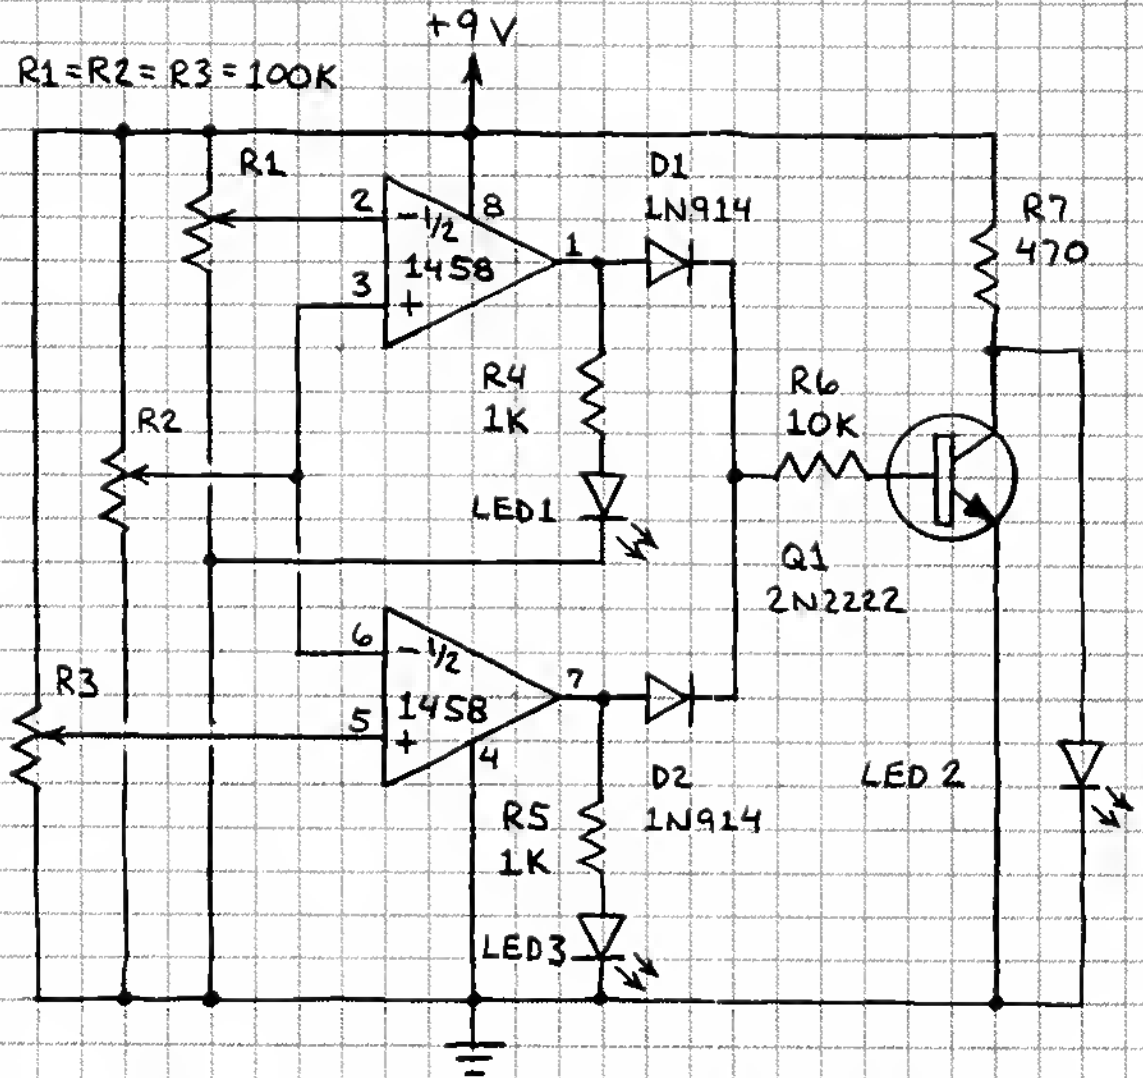 +9V
R1=R2=R3=100K
R1
2
-1/2
8
1458
3
+
1
D1
1N914
R7
470
R4
1K
R6
10K
R2
LED1
Q1
2N2222
6
-1/2
1458
5
+
7
4
R3
D2
1N914
LED 2
R5
1K
LED3